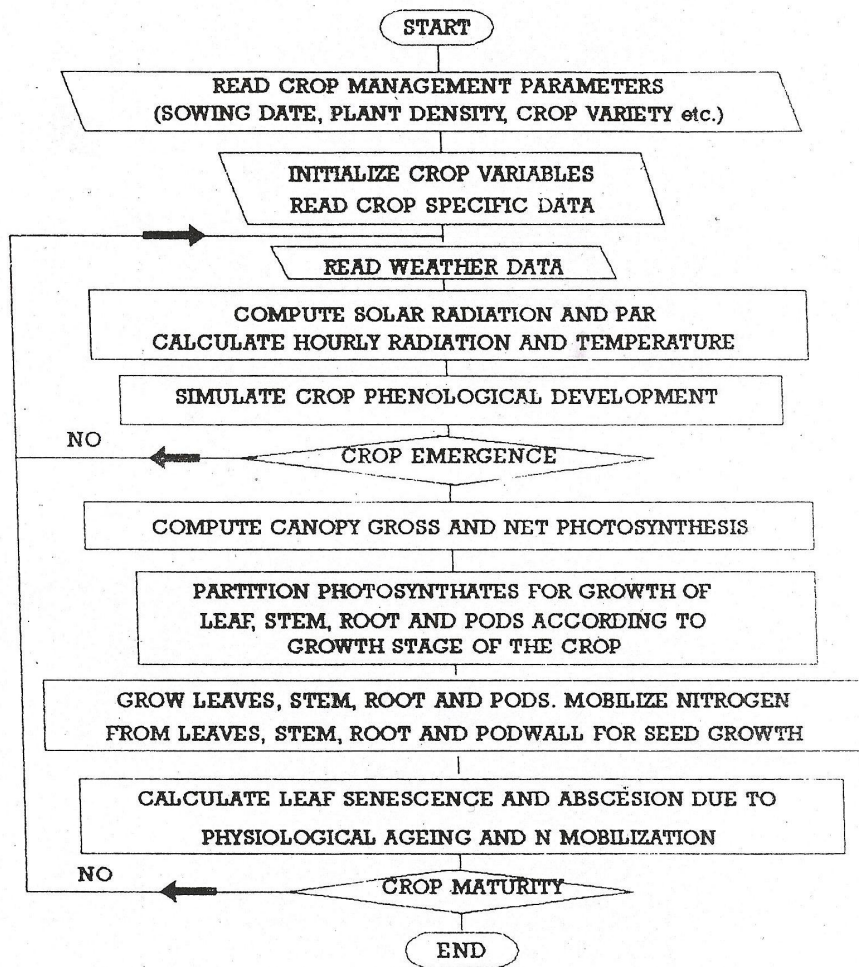 START
READ CROP MANAGEMENT PARAMETERS
(SOWING DATE, PLANT DENSITY, CROP VARIETY etc.)
INITIALIZE CROP VARIABLES
READ CROP SPECIFIC DATA
READ WEATHER DATA
COMPUTE SOLAR RADIATION AND PAR
CALCULATE HOURLY RADIATION AND TEMPERATURE
SIMULATE CROP PHENOLOGICAL DEVELOPMENT
NO
CROP EMERGENCE
COMPUTE CANOPY GROSS AND NET PHOTOSYNTHESIS
PARTITION PHOTOSYNTHATES FOR GROWTH OF
LEAF, STEM, ROOT AND PODS ACCORDING TO
GROWTH STAGE OF THE CROP
GROW LEAVES, STEM, ROOT AND PODS. MOBILIZE NITROGEN
FROM LEAVES, STEM, ROOT AND PODWALL FOR SEED GROWTH
CALCULATE LEAF SENESCENCE AND ABSCESION DUE TO
PHYSIOLOGICAL AGEING AND N MOBILIZATION
NO
CROP MATURITY
END